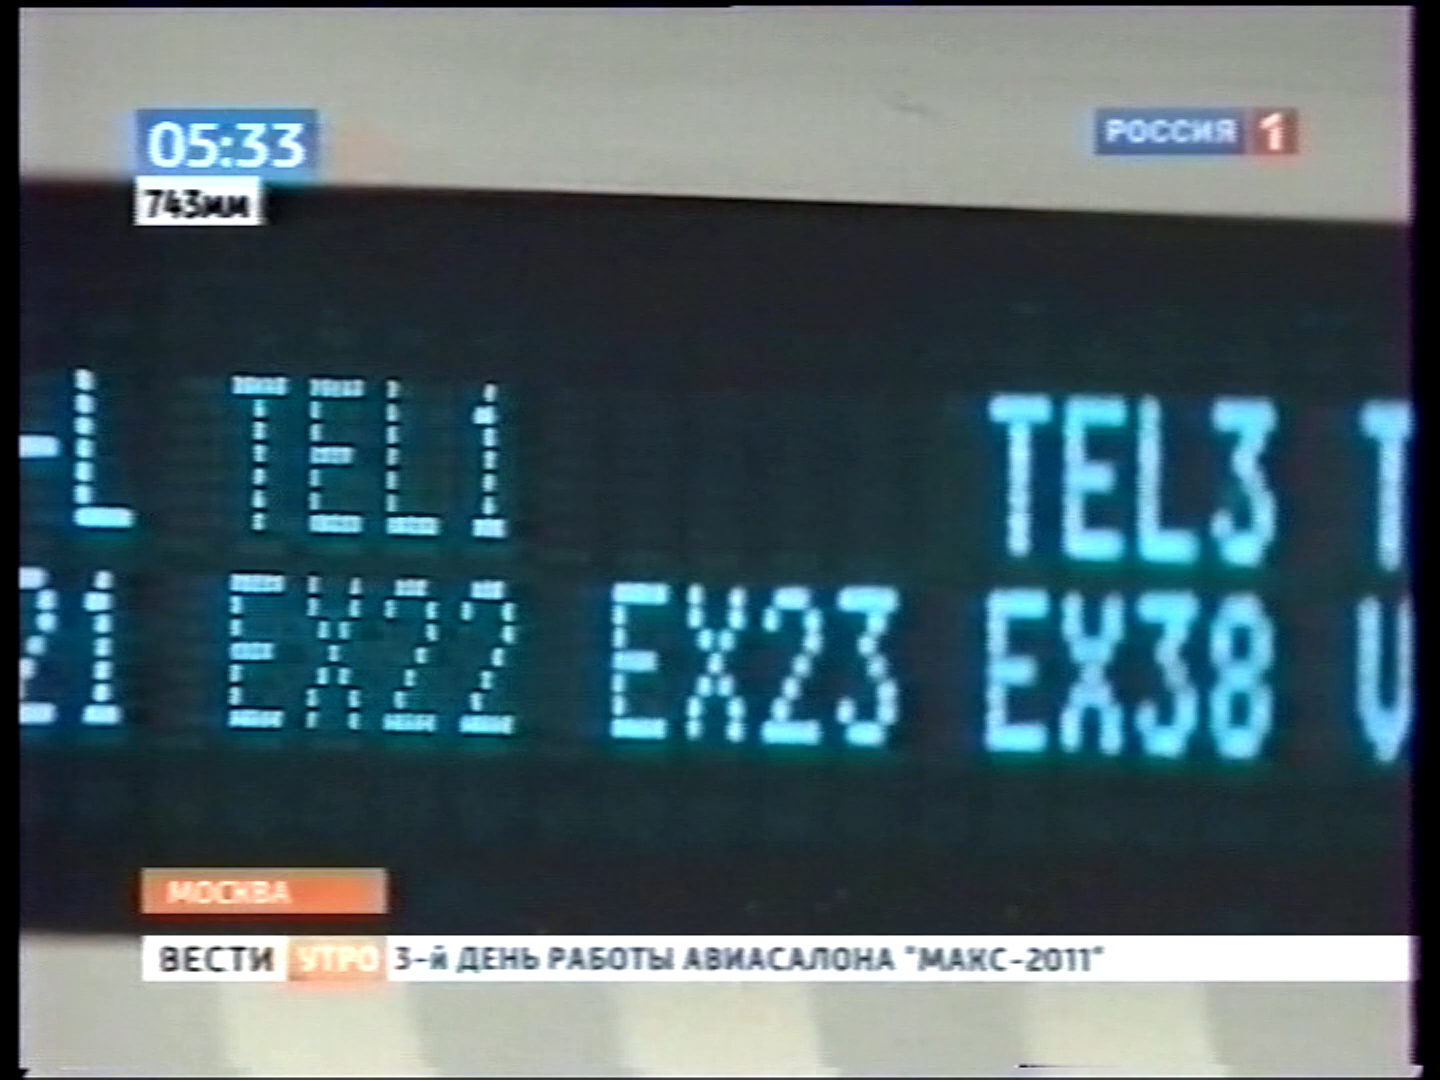 05:33
РОССИЯ 1
743мм
-L TEL1 TEL3 T
21 EX22 EX23 EX38 V
МОСКВА
ВЕСТИ УТРО 3-й ДЕНЬ РАБОТЫ АВИАСАЛОНА "МАКС-2011"